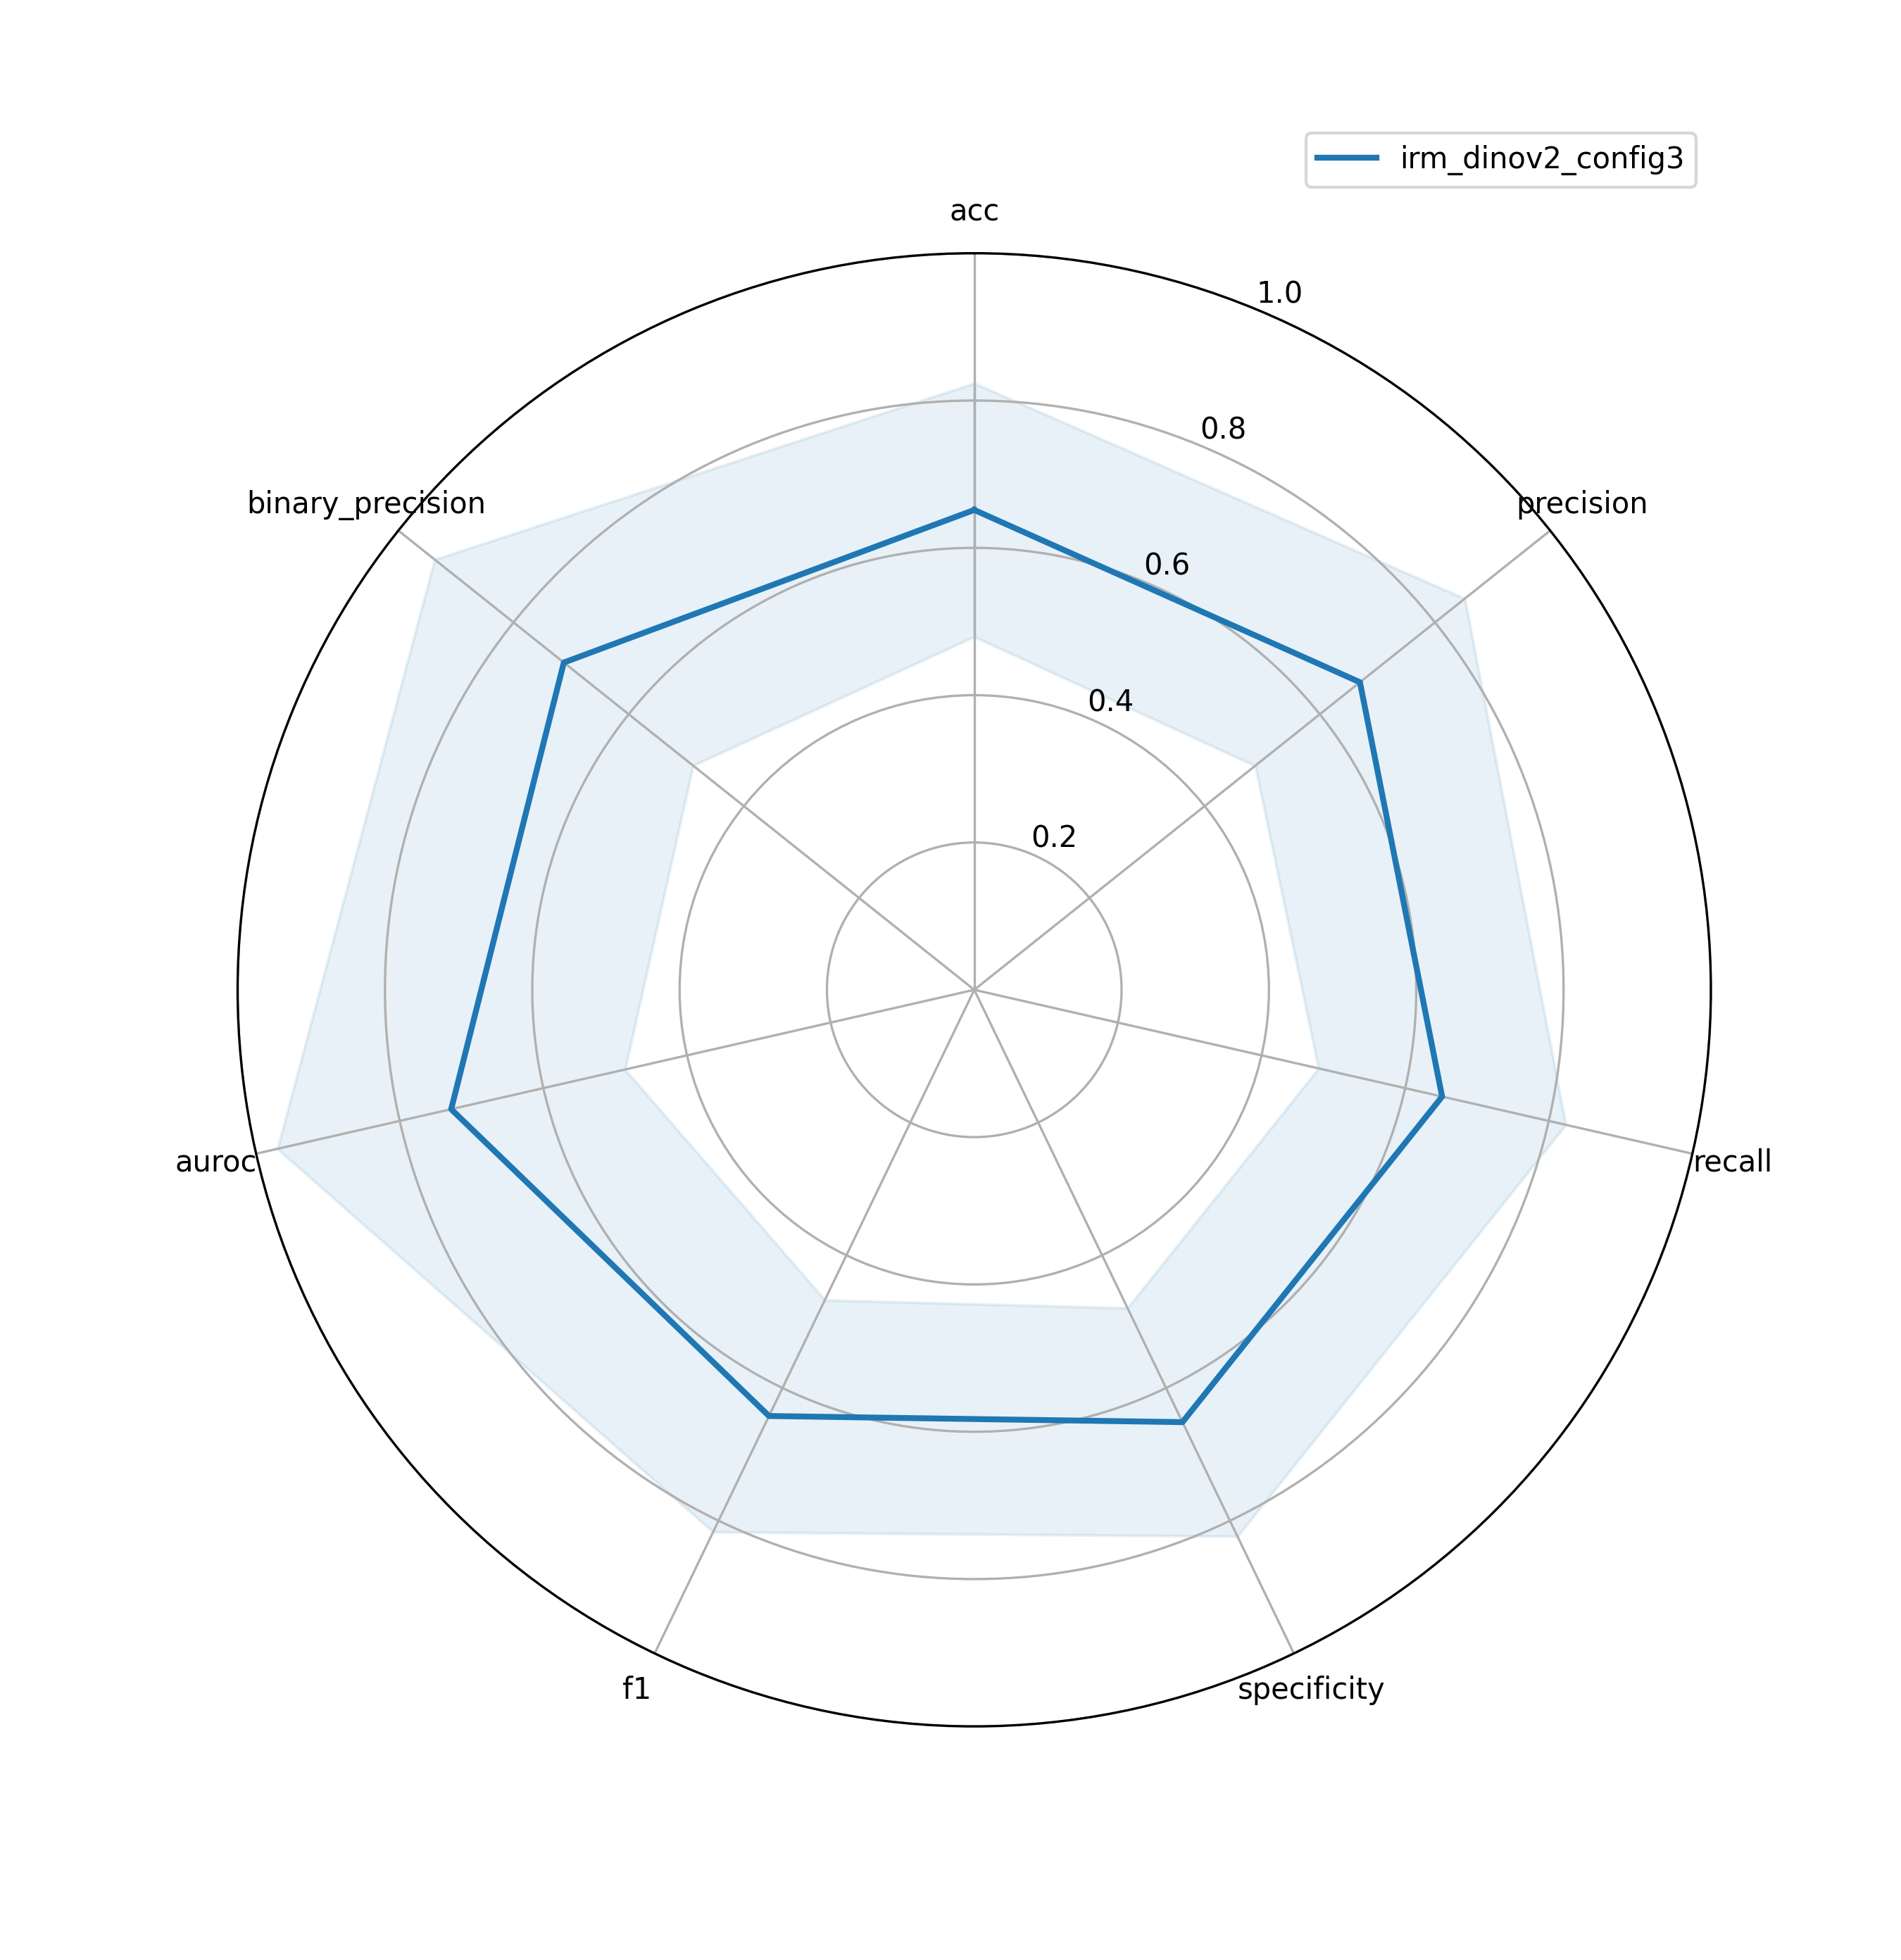 irm_dinov2_config3
acc
1.0
0.8
binary_precision
precision
0.6
0.4
0.2
auroc
recall
f1
specificity